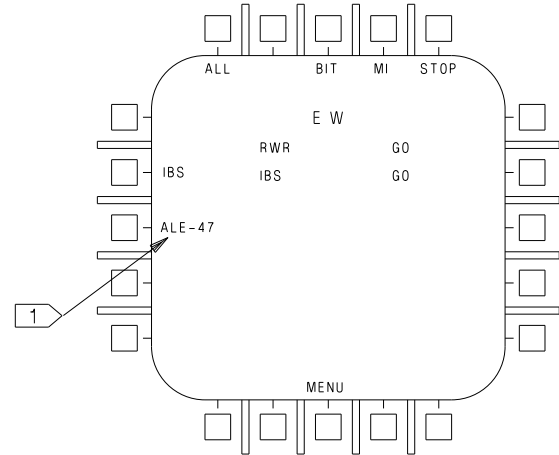 ALL BIT MI STOP
E W
RWR GO
IBS IBS GO
ALE-47
1
MENU